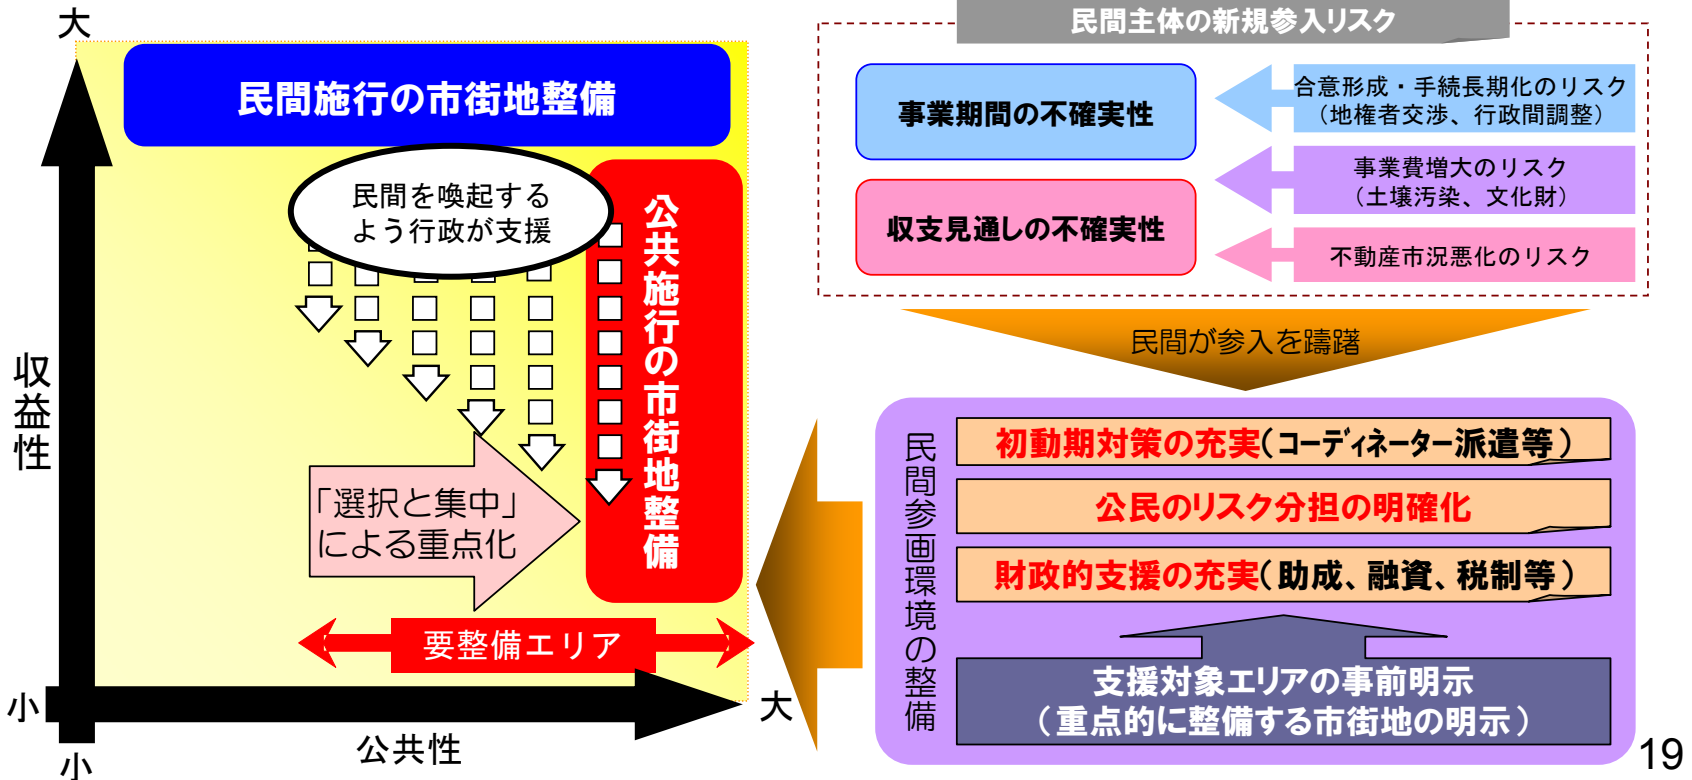 大
民間施行の市街地整備
民間を喚起する
よう行政が支援
公共施行の市街地整備
収益性
「選択と集中」
による重点化
要整備エリア
小
大
公共性
小
民間主体の新規参入リスク
事業期間の不確実性
合意形成・手続長期化のリスク
（地権者交渉、行政間調整）
事業費増大のリスク
（土壌汚染、文化財）
収支見通しの不確実性
不動産市況悪化のリスク
民間が参入を躊躇
民間参画環境の整備
初動期対策の充実（コーディネーター派遣等）
公民のリスク分担の明確化
財政的支援の充実（助成、融資、税制等）
支援対象エリアの事前明示
（重点的に整備する市街地の明示）
19